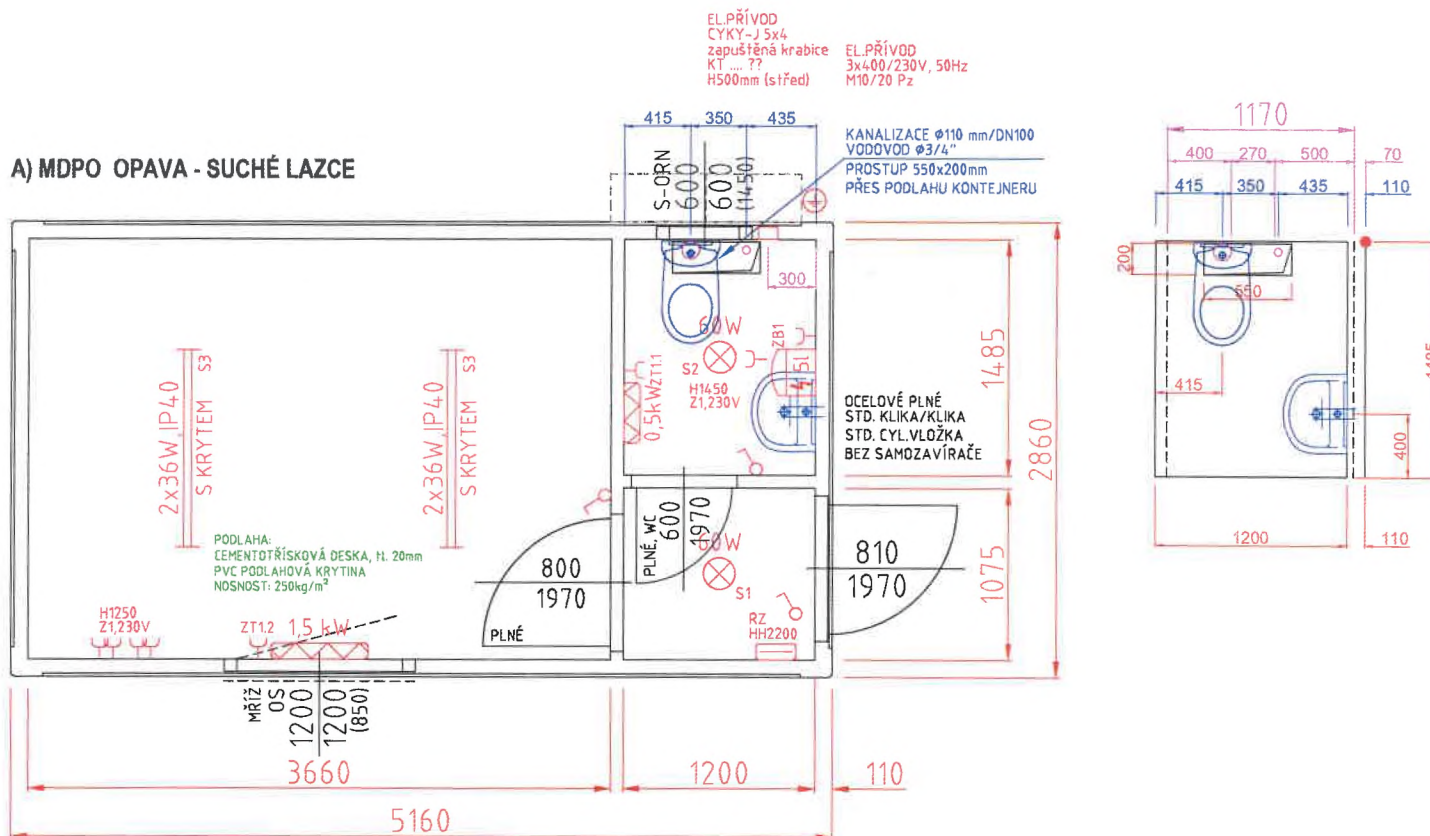 EL.PŘÍVOD
CYKY-J 5x4
zapuštěná krabice
KT .... ??
H500mm (střed)
EL.PŘÍVOD
3x400/230V, 50Hz
M10/20 Pz
A) MDPO OPAVA - SUCHÉ LAZCE
415
350
435
S-ORN
600
600
(1450)
KANALIZACE φ110 mm/DN100
VODOVOD φ3/4"
PROSTUP 550x200mm
PŘES PODLAHU KONTEJNERU
300
60W
S2
H1450
Z1,230V
ZB1
5l
ZT1.1
0,5kW
2x36W,IP40
S KRYTEM
S3
2x36W,IP40
S KRYTEM
S3
OCELOVÉ PLNÉ
STD. KLIKA/KLIKA
STD. CYL.VLOŽKA
BEZ SAMOZAVÍRAČE
1485
2860
1075
PODLAHA:
CEMENTOTŘÍSKOVÁ DESKA, tl. 20mm
PVC PODLAHOVÁ KRYTINA
NOSNOST: 250kg/m²
PLNÉ, WC
600
1970
60W
S1
800
1970
PLNÉ
810
1970
RZ
HH2200
H1250
Z1,230V
ZT1.2
1,5 kW
MŘÍŽ
OS
1200
1200
(850)
3660
1200
110
5160
1170
400
270
500
70
415
350
435
110
200
550
415
400
1485
1200
110